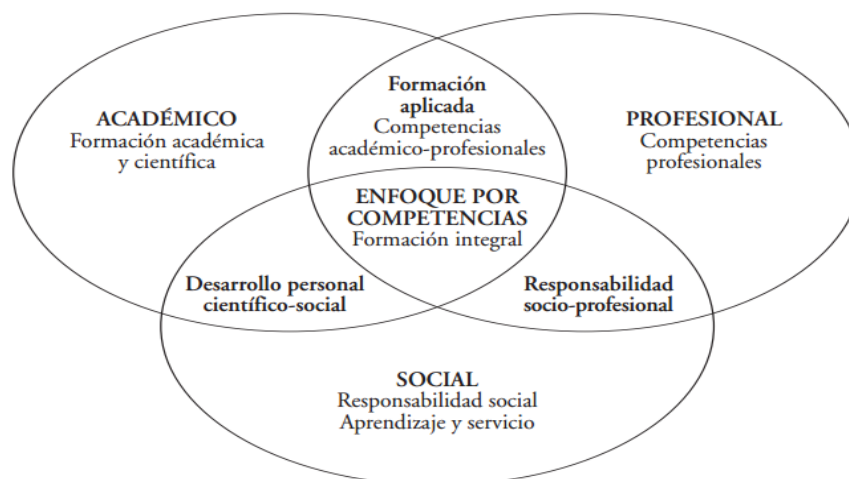 Formación
aplicada
Competencias
académico-profesionales
ACADÉMICO
Formación académica
y científica
PROFESIONAL
Competencias
profesionales
ENFOQUE POR
COMPETENCIAS
Formación integral
Desarrollo personal
científico-social
Responsabilidad
socio-profesional
SOCIAL
Responsabilidad social
Aprendizaje y servicio